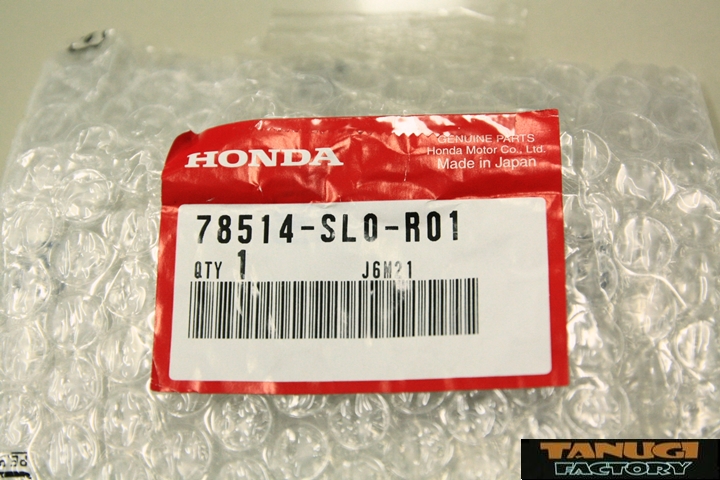 HONDA
GENUINE PARTS
Honda Motor Co., Ltd.
Made in Japan
78514-SL0-R01
QTY 1 J6M21
TANUGI
FACTORY